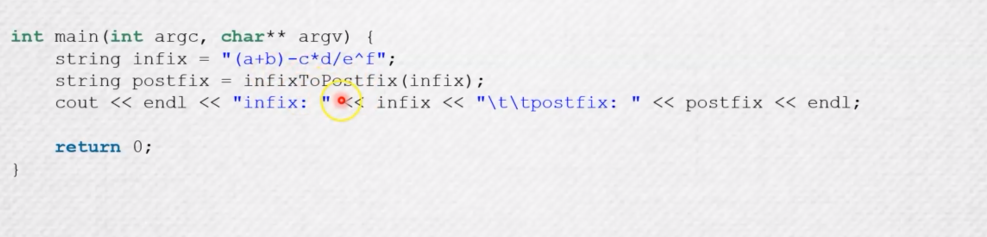 int main(int argc, char** argv) {
    string infix = "(a+b)-c*d/e^f";
    string postfix = infixToPostfix(infix);
    cout << endl << "infix: " << infix << "\t\tpostfix: " << postfix << endl;
    return 0;
}